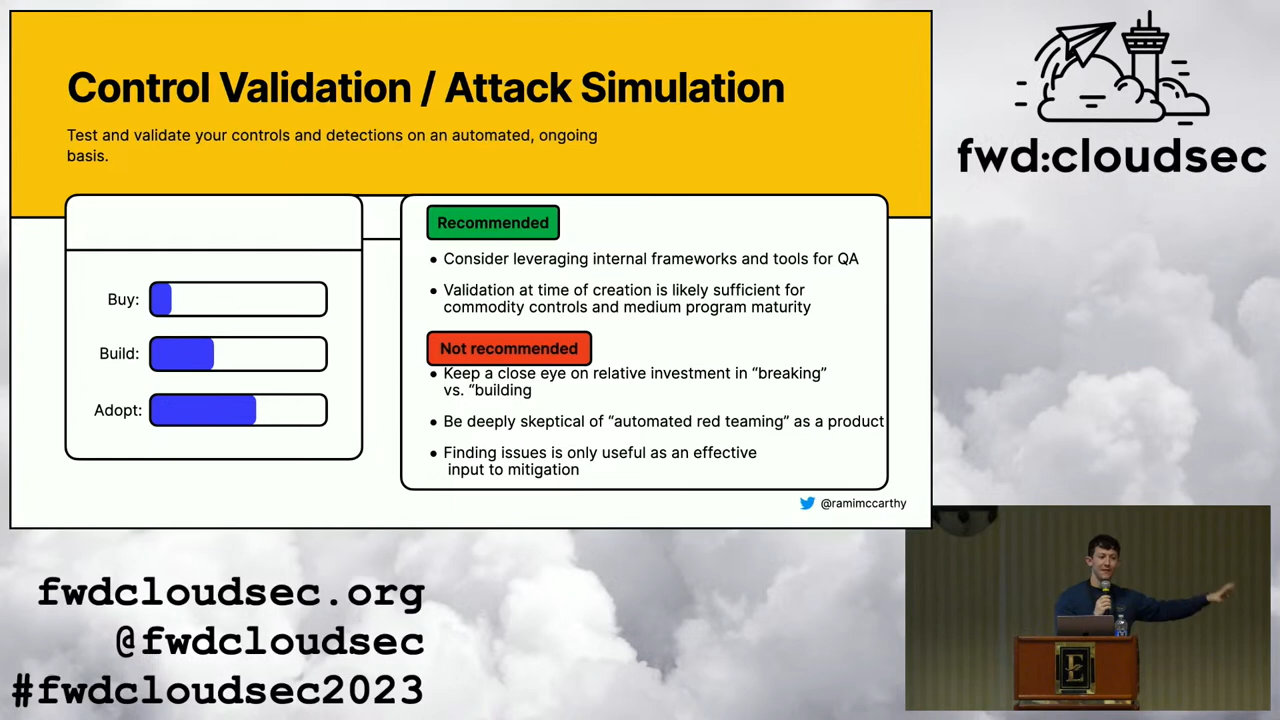 Control Validation / Attack Simulation
Test and validate your controls and detections on an automated, ongoing
basis.
Buy:
Build:
Adopt:
Recommended
• Consider leveraging internal frameworks and tools for QA
• Validation at time of creation is likely sufficient for
commodity controls and medium program maturity
Not recommended
• Keep a close eye on relative investment in “breaking”
vs. “building
• Be deeply skeptical of “automated red teaming” as a product
• Finding issues is only useful as an effective
input to mitigation
@ramimccarthy
fwd:cloudsec
fwdcloudsec.org
@fwdcloudsec
#fwdcloudsec2023
E